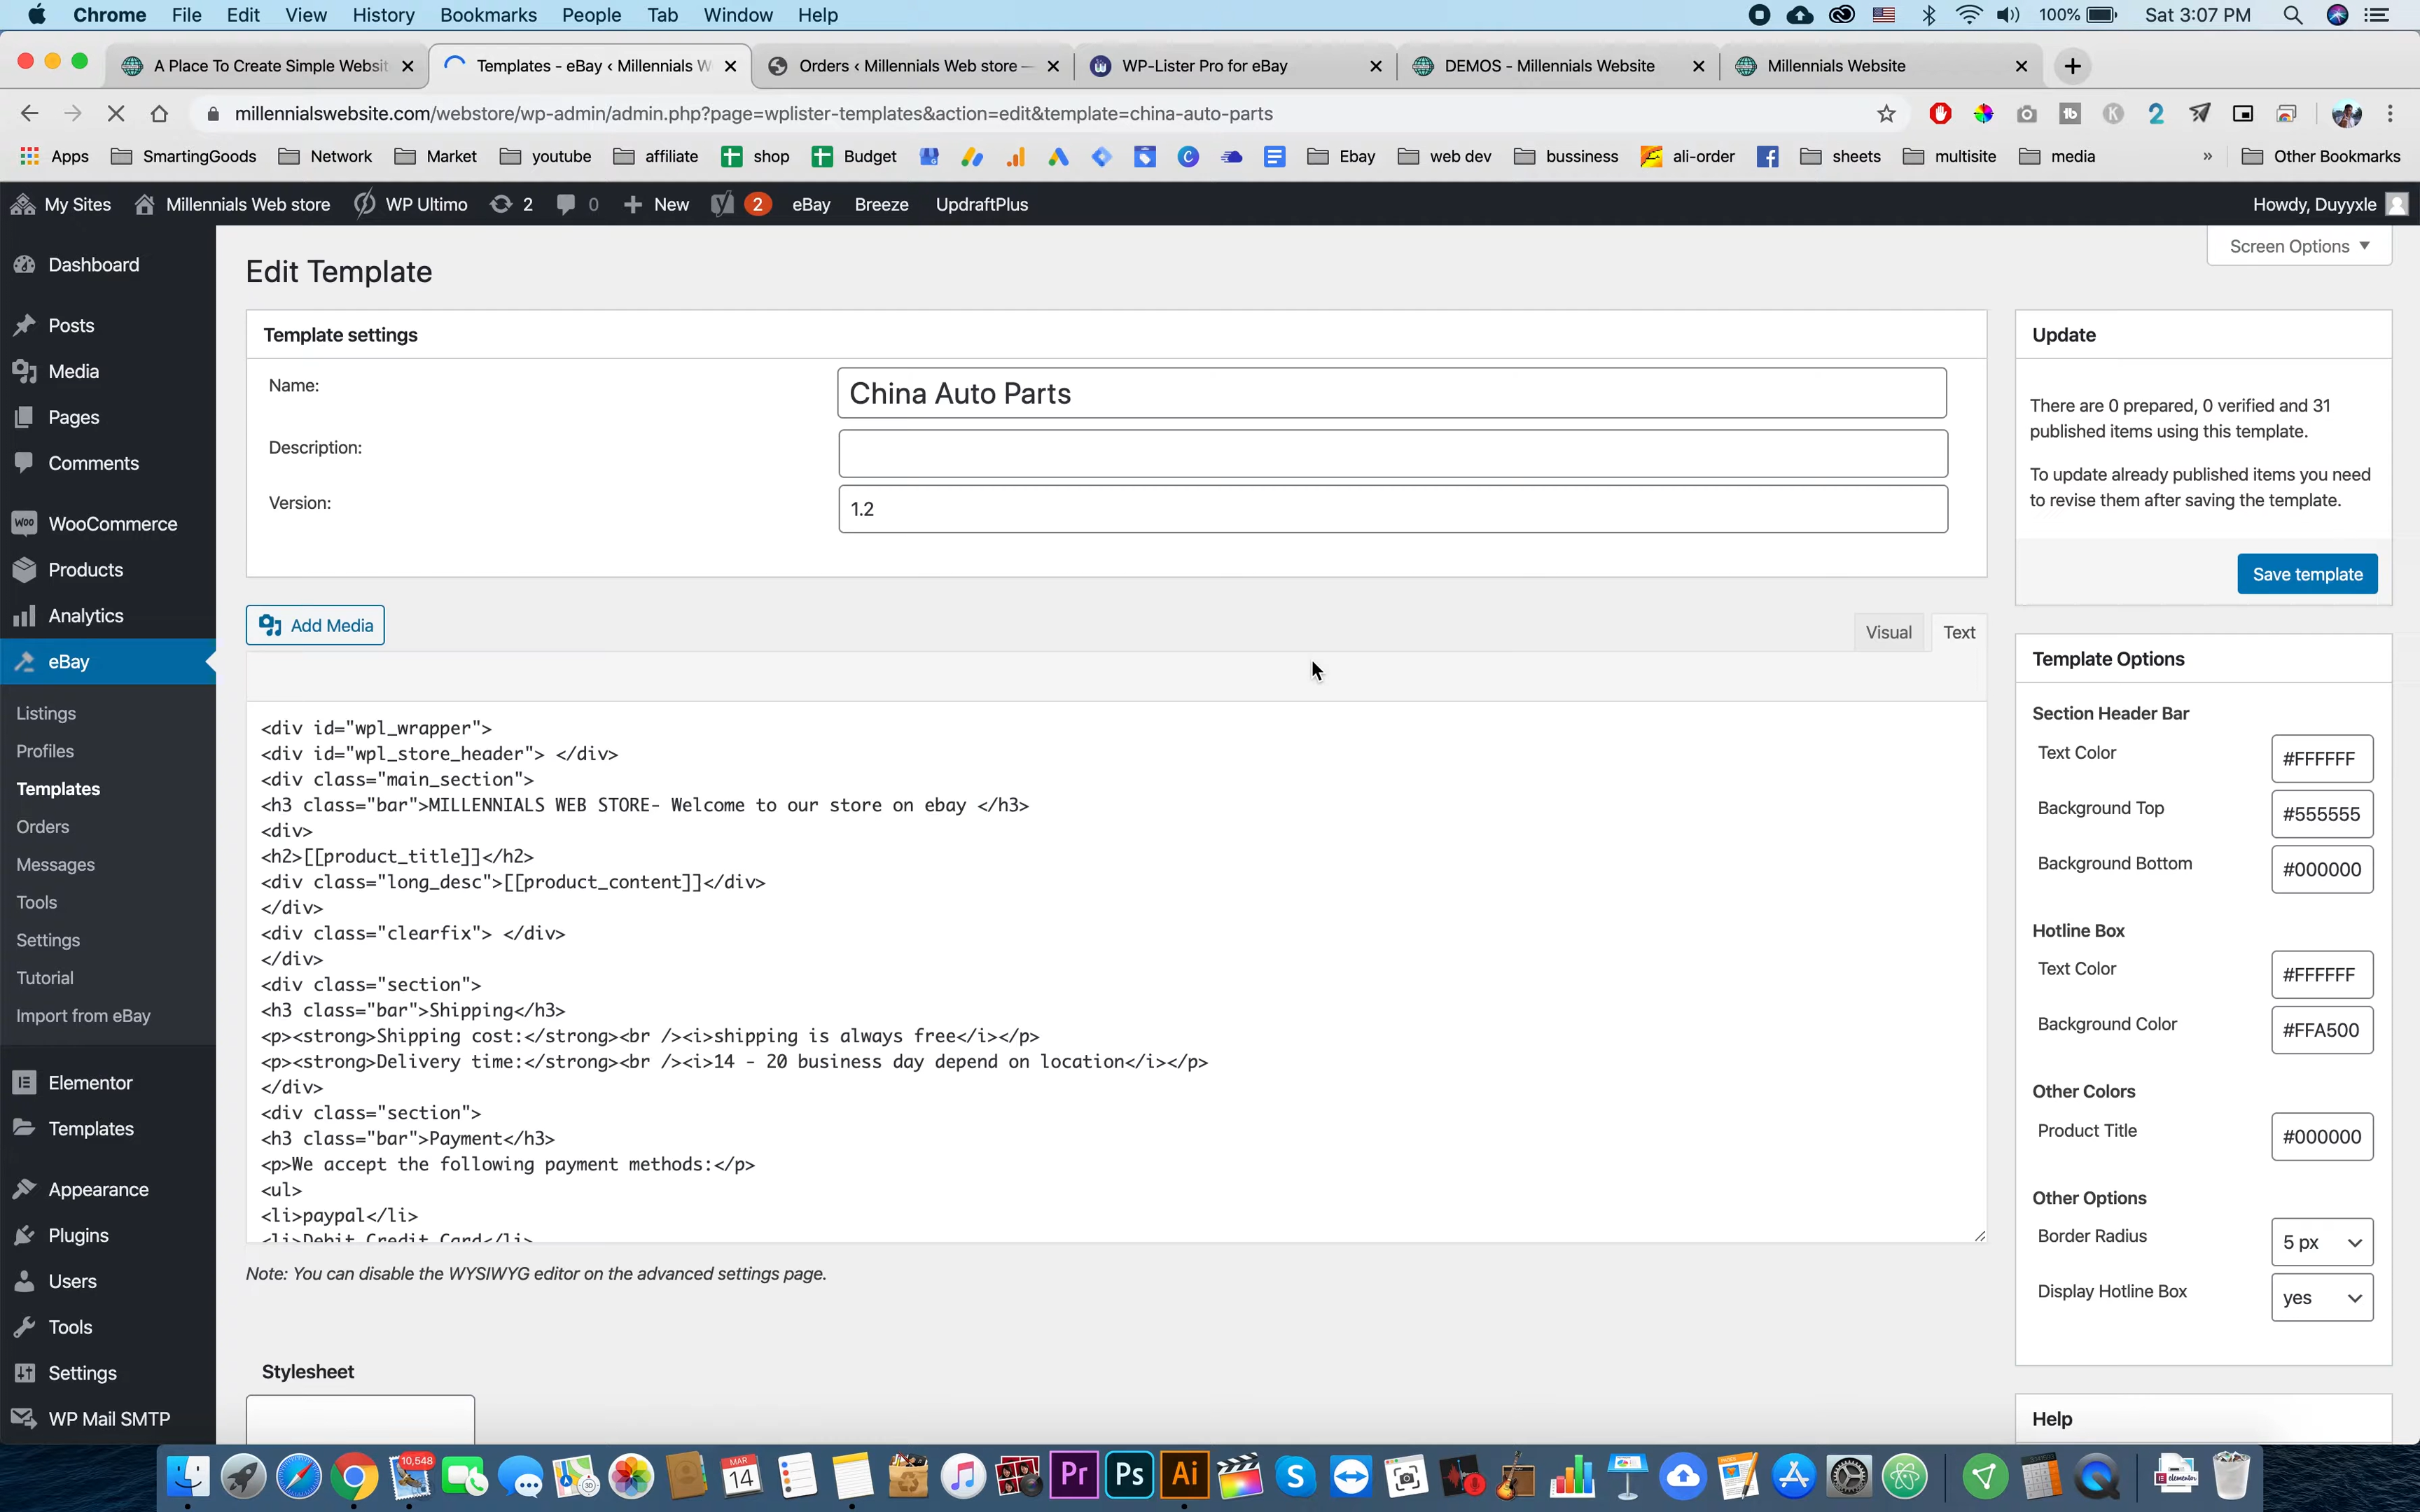 Chrome File Edit View History Bookmarks People Tab Window Help 100% Sat 3:07 PM
A Place To Create Simple Websit Templates - eBay ‹ Millennials W Orders ‹ Millennials Web store — WP-Lister Pro for eBay DEMOS - Millennials Website Millennials Website
millennialswebsite.com/webstore/wp-admin/admin.php?page=wplister-templates&action=edit&template=china-auto-parts
Apps SmartingGoods Network Market youtube affiliate shop Budget Ebay web dev bussiness ali-order sheets multisite media » Other Bookmarks
My Sites Millennials Web store WP Ultimo 2 0 New 2 eBay Breeze UpdraftPlus Howdy, Duyyxle
Screen Options
Dashboard
Posts
Media
Pages
Comments
WooCommerce
Products
Analytics
eBay
Listings
Profiles
Templates
Orders
Messages
Tools
Settings
Tutorial
Import from eBay
Elementor
Templates
Appearance
Plugins
Users
Tools
Settings
WP Mail SMTP
Edit Template
Template settings
Name: China Auto Parts
Description:
Version: 1.2
Add Media
Visual Text
<div id="wpl_wrapper">
<div id="wpl_store_header"> </div>
<div class="main_section">
<h3 class="bar">MILLENNIALS WEB STORE- Welcome to our store on ebay </h3>
<div>
<h2>[[product_title]]</h2>
<div class="long_desc">[[product_content]]</div>
</div>
<div class="clearfix"> </div>
</div>
<div class="section">
<h3 class="bar">Shipping</h3>
<p><strong>Shipping cost:</strong><br /><i>shipping is always free</i></p>
<p><strong>Delivery time:</strong><br /><i>14 - 20 business day depend on location</i></p>
</div>
<div class="section">
<h3 class="bar">Payment</h3>
<p>We accept the following payment methods:</p>
<ul>
<li>paypal</li>
<li>Debit Credit Card</li>
Note: You can disable the WYSIWYG editor on the advanced settings page.
Stylesheet
Update
There are 0 prepared, 0 verified and 31
published items using this template.
To update already published items you need
to revise them after saving the template.
Save template
Template Options
Section Header Bar
Text Color #FFFFFF
Background Top #555555
Background Bottom #000000
Hotline Box
Text Color #FFFFFF
Background Color #FFA500
Other Colors
Product Title #000000
Other Options
Border Radius 5 px
Display Hotline Box yes
Help
10,548 MAR 14 Pr Ps Ai S elementor